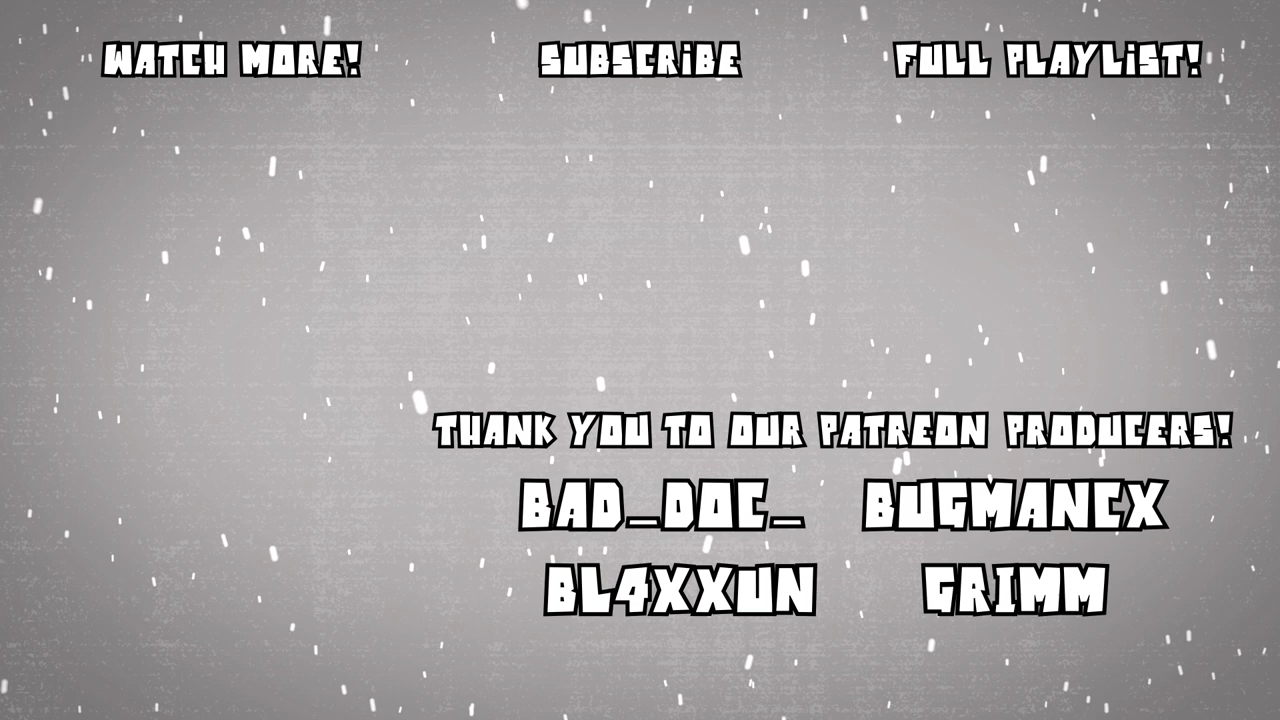 WATCH MORE! SUBSCRiBE FULL PLAYLiST!
THANK YOU TO OUR PATREON PRODUCERS!
BAD_DOC_ BUGMANCX
BL4XXUN GRIMM